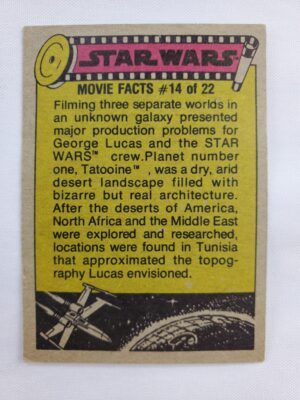 STAR WARS
MOVIE FACTS #14 of 22
Filming three separate worlds in
an unknown galaxy presented
major production problems for
George Lucas and the STAR
WARS™ crew.Planet number
one, Tatooine™ , was a dry, arid
desert landscape filled with
bizarre but real architecture.
After the deserts of America,
North Africa and the Middle East
were explored and researched,
locations were found in Tunisia
that approximated the topog-
raphy Lucas envisioned.